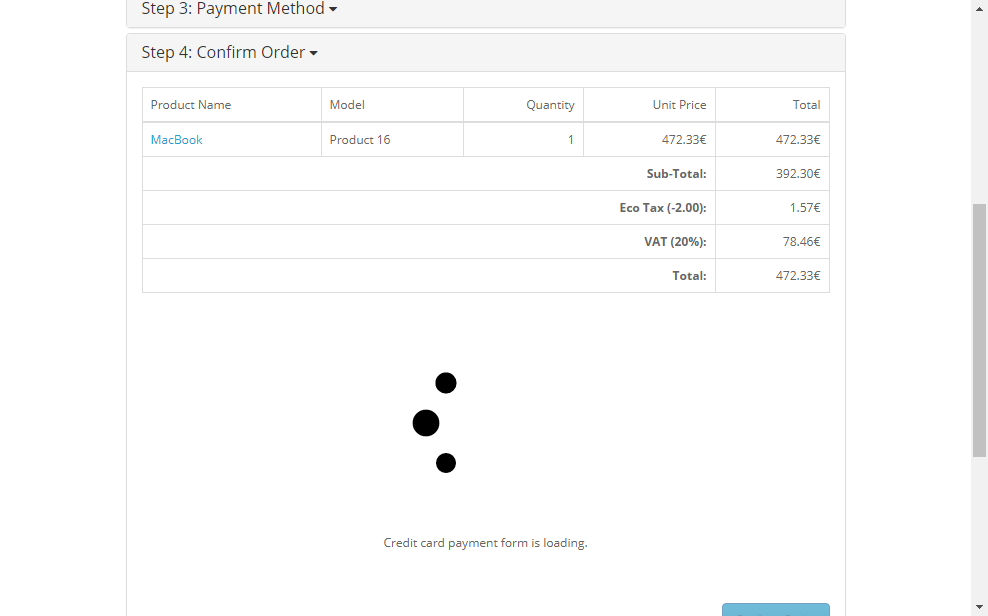 Step 3: Payment Method
Step 4: Confirm Order
Product Name Model Quantity Unit Price Total
MacBook Product 16 1 472.33€ 472.33€
Sub-Total: 392.30€
Eco Tax (-2.00): 1.57€
VAT (20%): 78.46€
Total: 472.33€
Credit card payment form is loading.